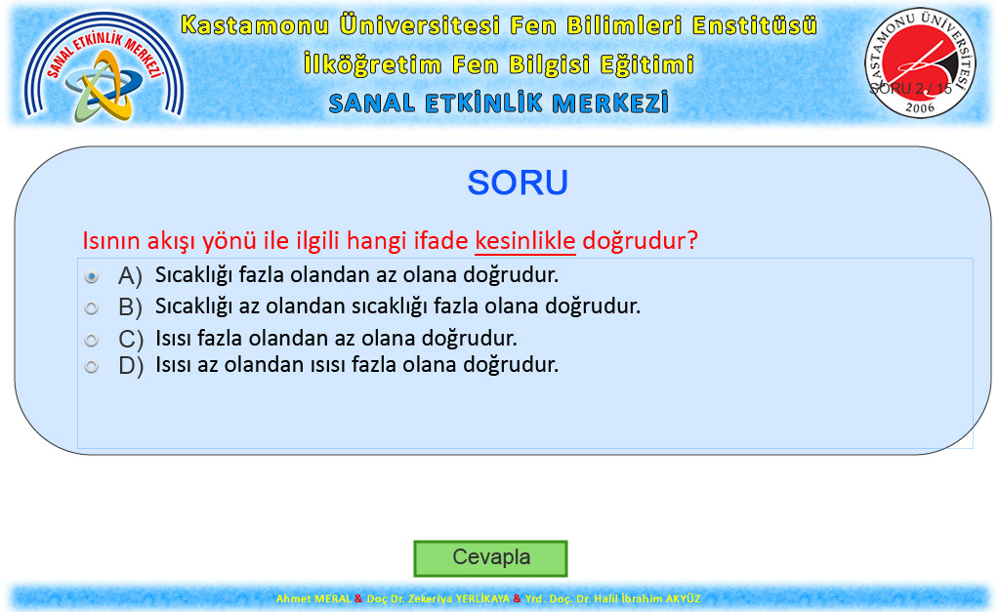 Kastamonu Üniversitesi Fen Bilimleri Enstitüsü
İlköğretim Fen Bilgisi Eğitimi
SANAL ETKİNLİK MERKEZİ
SANAL ETKİNLİK MERKEZİ
KASTAMONU ÜNİVERSİTESİ
SORU 2 / 15
2006
SORU
Isının akışı yönü ile ilgili hangi ifade kesinlikle doğrudur?
A) Sıcaklığı fazla olandan az olana doğrudur.
B) Sıcaklığı az olandan sıcaklığı fazla olana doğrudur.
C) Isısı fazla olandan az olana doğrudur.
D) Isısı az olandan ısısı fazla olana doğrudur.
Cevapla
Ahmet MERAL & Doç Dr. Zekeriya YERLİKAYA & Yrd. Doç. Dr. Halil İbrahim AKYÜZ